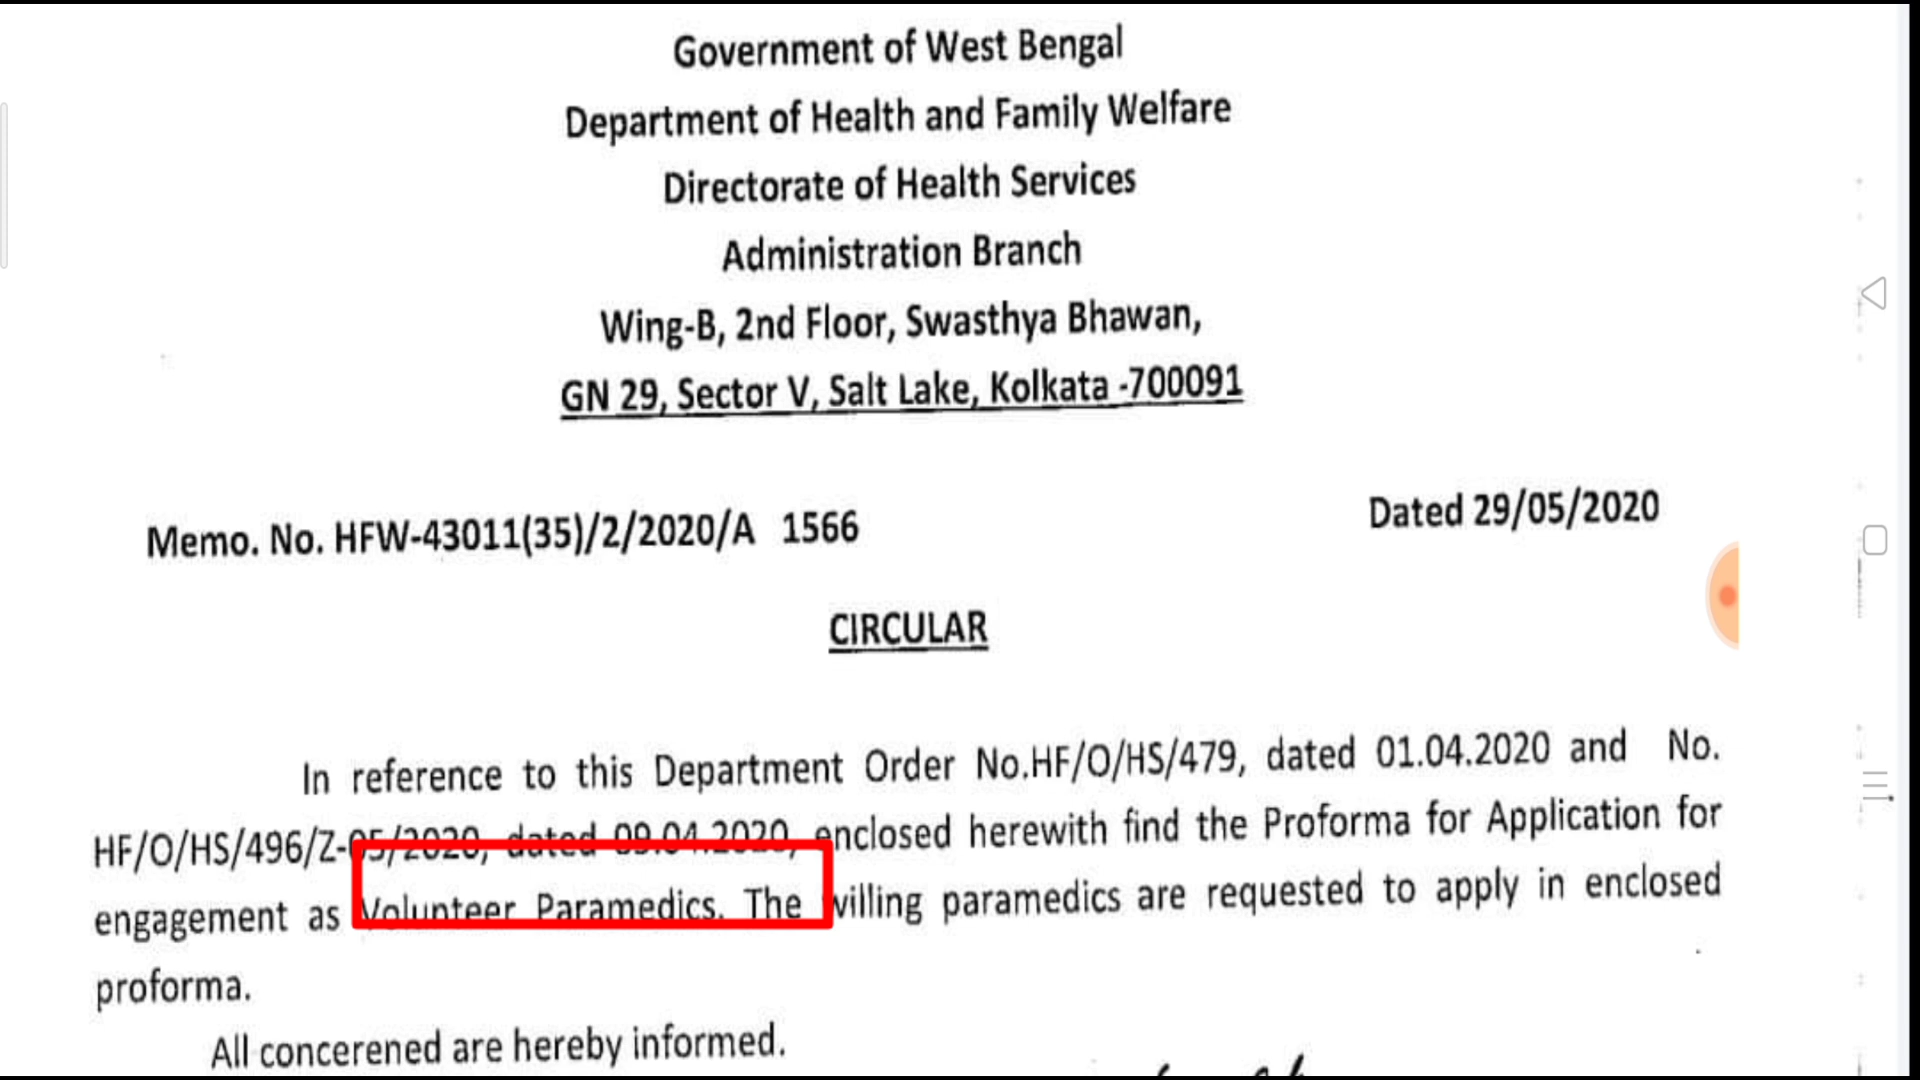 Government of West Bengal
Department of Health and Family Welfare
Directorate of Health Services
Administration Branch
Wing-B, 2nd Floor, Swasthya Bhawan,
GN 29, Sector V, Salt Lake, Kolkata -700091
Memo. No. HFW-43011(35)/2/2020/A 1566
Dated 29/05/2020
CIRCULAR
In reference to this Department Order No.HF/O/HS/479, dated 01.04.2020 and No.
HF/O/HS/496/Z-05/2020, dated 09.04.2020, enclosed herewith find the Proforma for Application for
engagement as Volunteer Paramedics. The willing paramedics are requested to apply in enclosed
proforma.
All concerened are hereby informed.